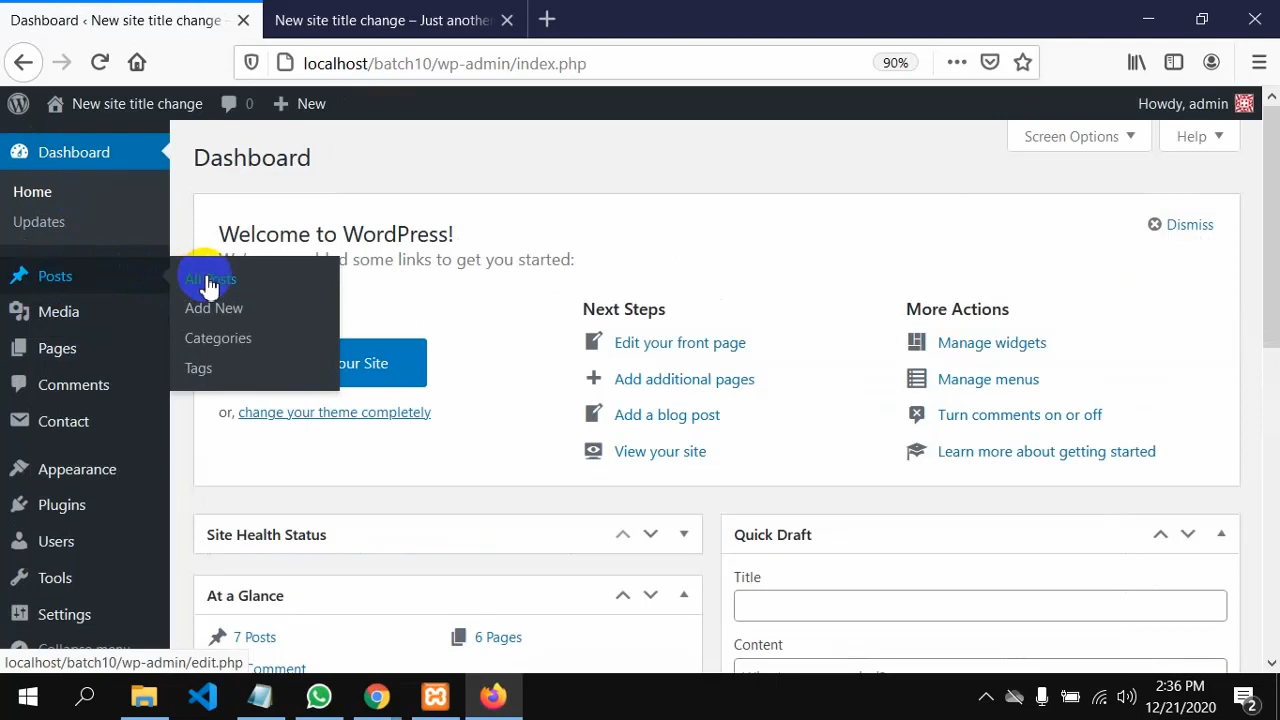 Dashboard ‹ New site title change –
New site title change – Just another
localhost/batch10/wp-admin/index.php
90%
New site title change
0
New
Howdy, admin
Dashboard
Home
Updates
Posts
Media
Pages
Comments
Contact
Appearance
Plugins
Users
Tools
Settings
Collapse menu
All Posts
Add New
Categories
Tags
Dashboard
Screen Options
Help
Welcome to WordPress!
Dismiss
d some links to get you started:
our Site
or, change your theme completely
Next Steps
Edit your front page
Add additional pages
Add a blog post
View your site
More Actions
Manage widgets
Manage menus
Turn comments on or off
Learn more about getting started
Site Health Status
At a Glance
7 Posts
6 Pages
omment
Quick Draft
Title
Content
localhost/batch10/wp-admin/edit.php
2:36 PM
12/21/2020
2